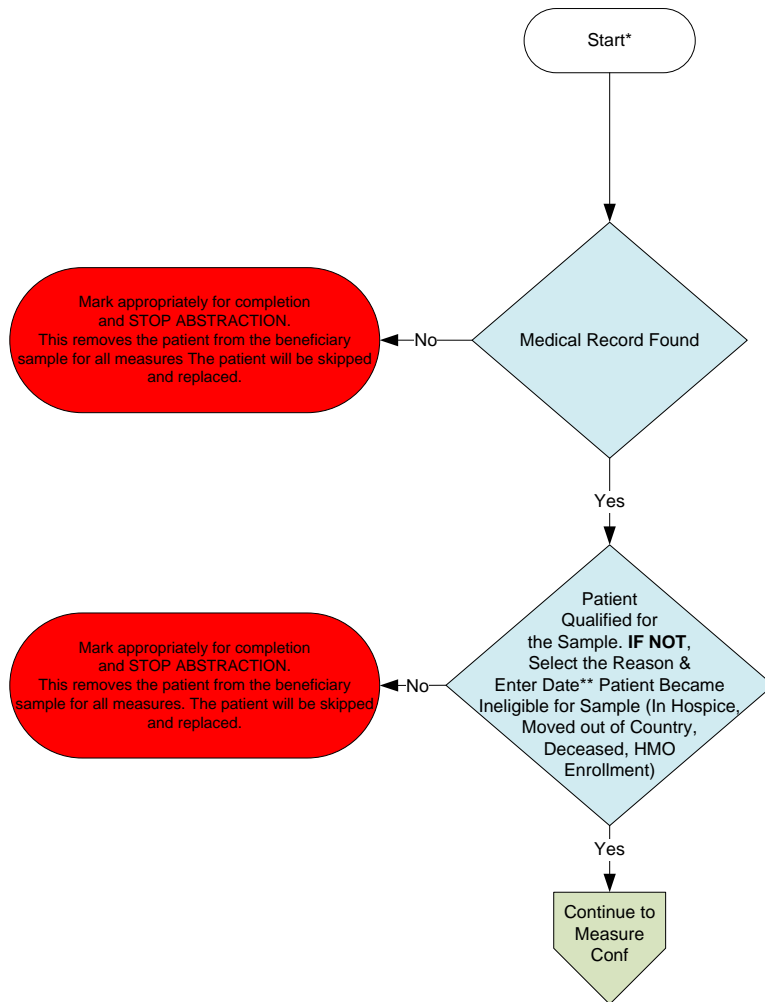 Start*
Mark appropriately for completion
and STOP ABSTRACTION.
This removes the patient from the beneficiary
sample for all measures The patient will be skipped
and replaced.
No
Medical Record Found
Yes
Mark appropriately for completion
and STOP ABSTRACTION.
This removes the patient from the beneficiary
sample for all measures. The patient will be skipped
and replaced.
No
Patient
Qualified for
the Sample. IF NOT,
Select the Reason &
Enter Date** Patient Became
Ineligible for Sample (In Hospice,
Moved out of Country,
Deceased, HMO
Enrollment)
Yes
Continue to
Measure
Conf